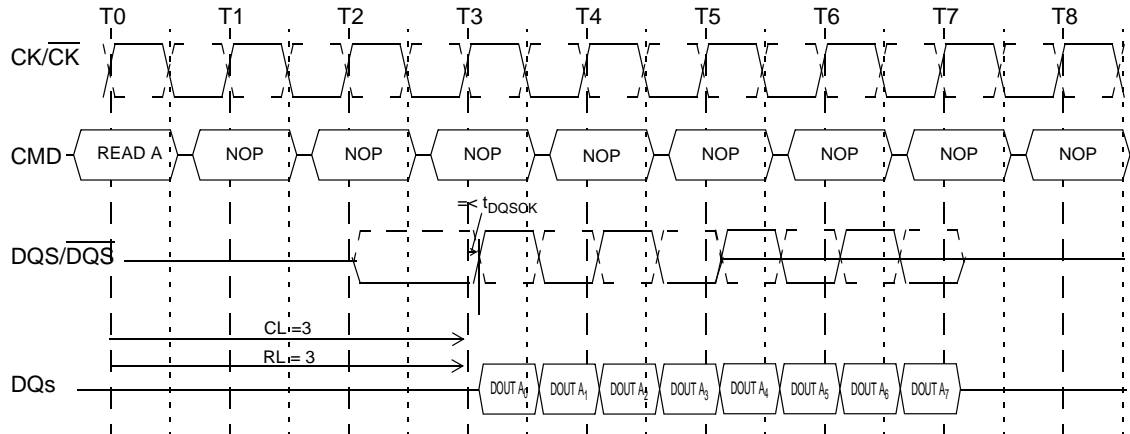 T0 T1 T2 T3 T4 T5 T6 T7 T8
CK/CK
CMD READ A NOP NOP NOP NOP NOP NOP NOP NOP
=< tDQSCK
DQS/DQS
CL =3
RL = 3
DQs DOUT A0 DOUT A1 DOUT A2 DOUT A3 DOUT A4 DOUT A5 DOUT A6 DOUT A7